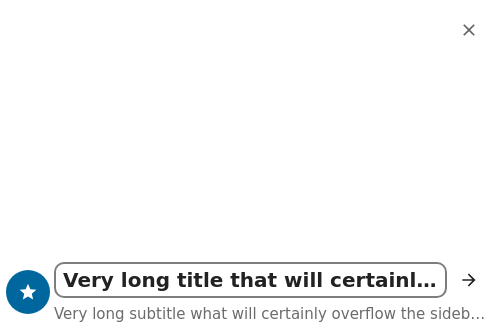 Very long title that will certainl...
Very long subtitle what will certainly overflow the sideb...